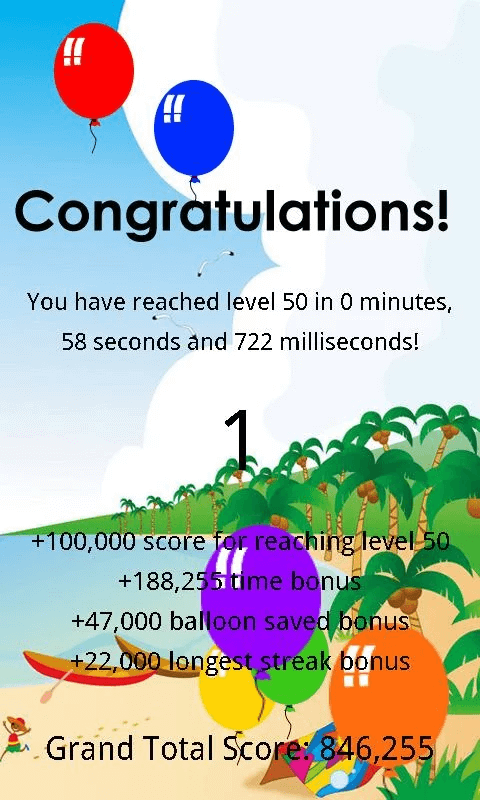 Congratulations!
You have reached level 50 in 0 minutes,
58 seconds and 722 milliseconds!
1
+100,000 score for reaching level 50
+188,255 time bonus
+47,000 balloon saved bonus
+22,000 longest streak bonus
Grand Total Score: 846,255